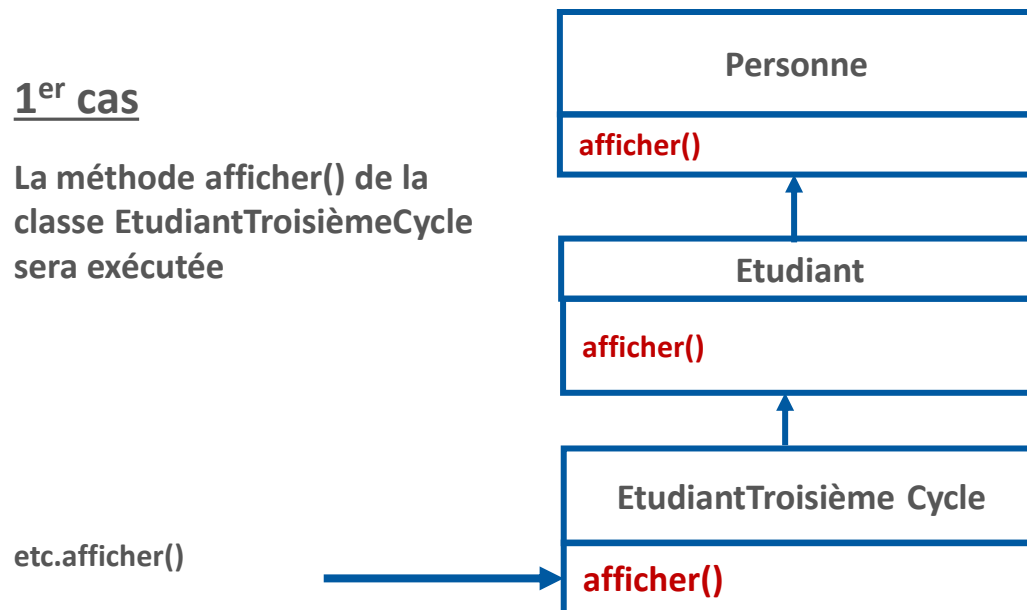 1er cas
La méthode afficher() de la
classe EtudiantTroisièmeCycle
sera exécutée
etc.afficher()
Personne
afficher()
Etudiant
afficher()
EtudiantTroisième Cycle
afficher()